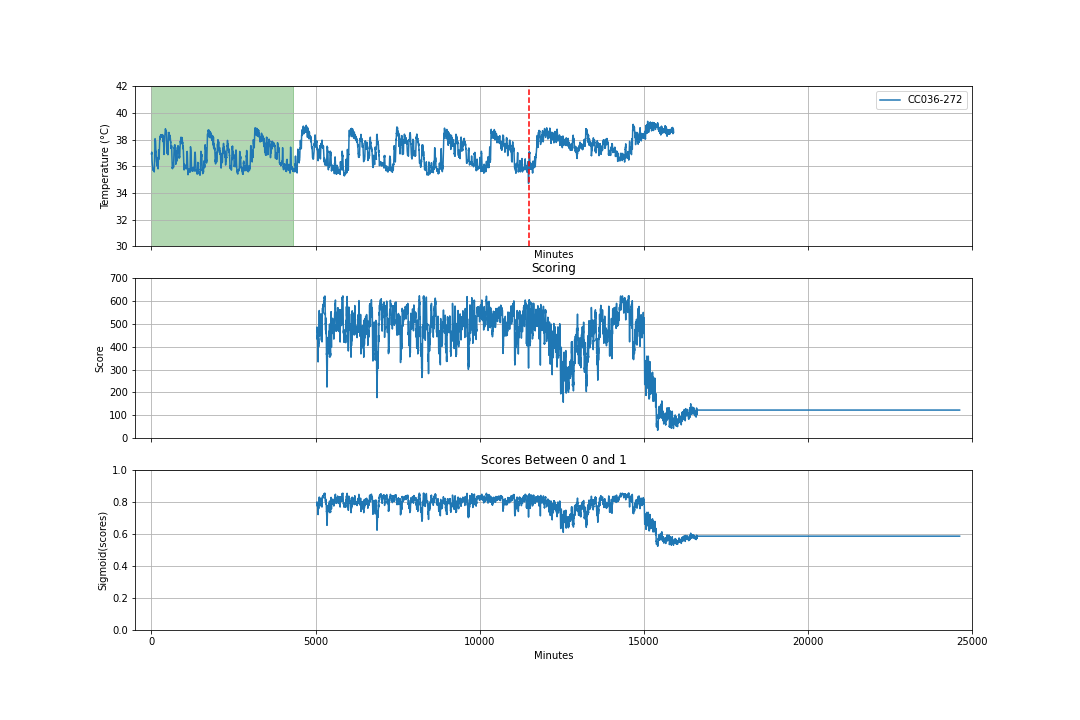 42
40
38
36
34
32
30
Temperature (°C)
CC036-272
Minutes
Scoring
700
600
500
400
300
200
100
0
Score
Scores Between 0 and 1
1.0
0.8
0.6
0.4
0.2
0.0
Sigmoid(scores)
0 5000 10000 15000 20000 25000
Minutes